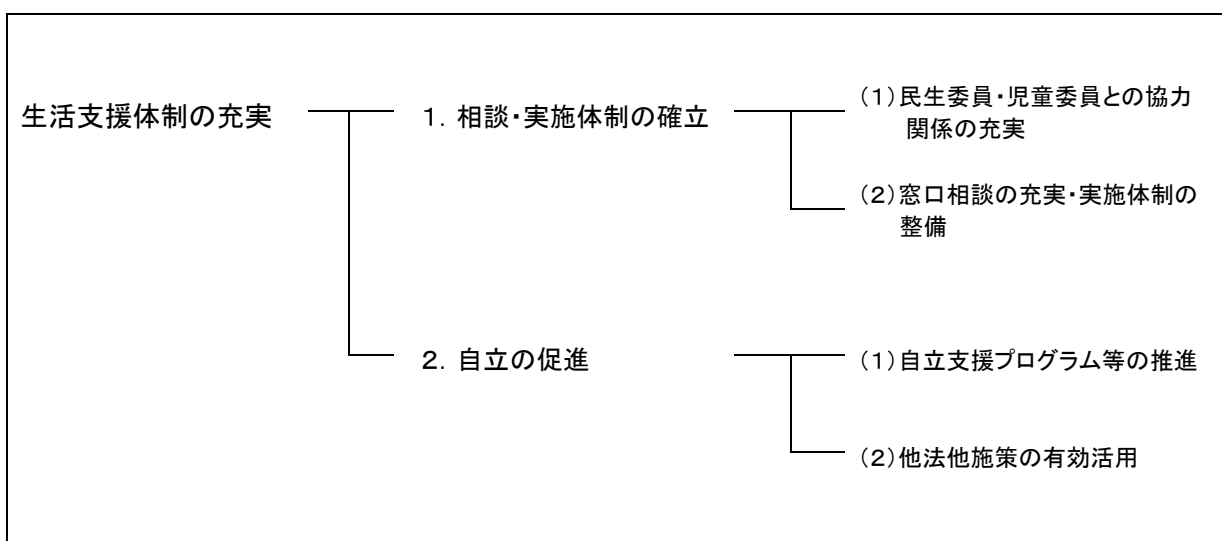 生活支援体制の充実
1. 相談・実施体制の確立
（1）民生委員・児童委員との協力
関係の充実
（2）窓口相談の充実・実施体制の
整備
2. 自立の促進
（1）自立支援プログラム等の推進
（2）他法他施策の有効活用